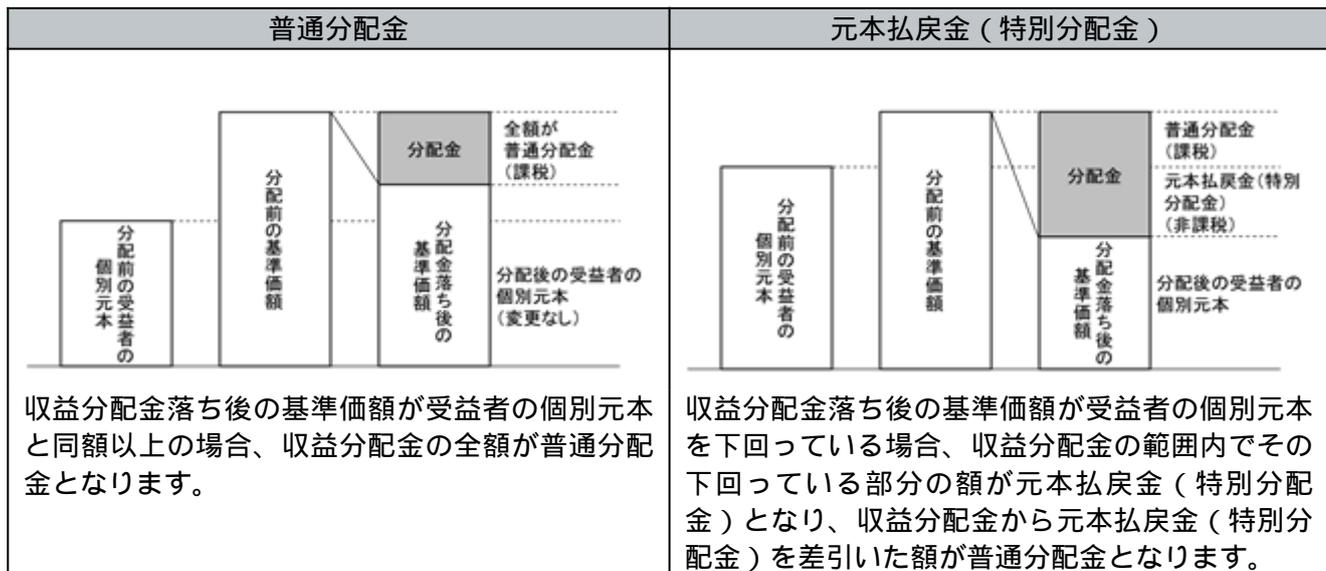 普通分配金
分配前の受益者の
個別元本
分配前の基準価額
分配金
分配金落ち後の
基準価額
全額が
普通分配金
(課税)
分配後の受益者の
個別元本
(変更なし)
収益分配金落ち後の基準価額が受益者の個別元本
と同額以上の場合、収益分配金の全額が普通分配
金となります。
元本払戻金(特別分配金)
分配前の受益者の
個別元本
分配前の基準価額
分配金
分配金落ち後の
基準価額
普通分配金
(課税)
元本払戻金(特別
分配金)
(非課税)
分配後の受益者の
個別元本
収益分配金落ち後の基準価額が受益者の個別元本
を下回っている場合、収益分配金の範囲内でその
下回っている部分の額が元本払戻金(特別分配
金)となり、収益分配金から元本払戻金(特別分
配金)を差引いた額が普通分配金となります。